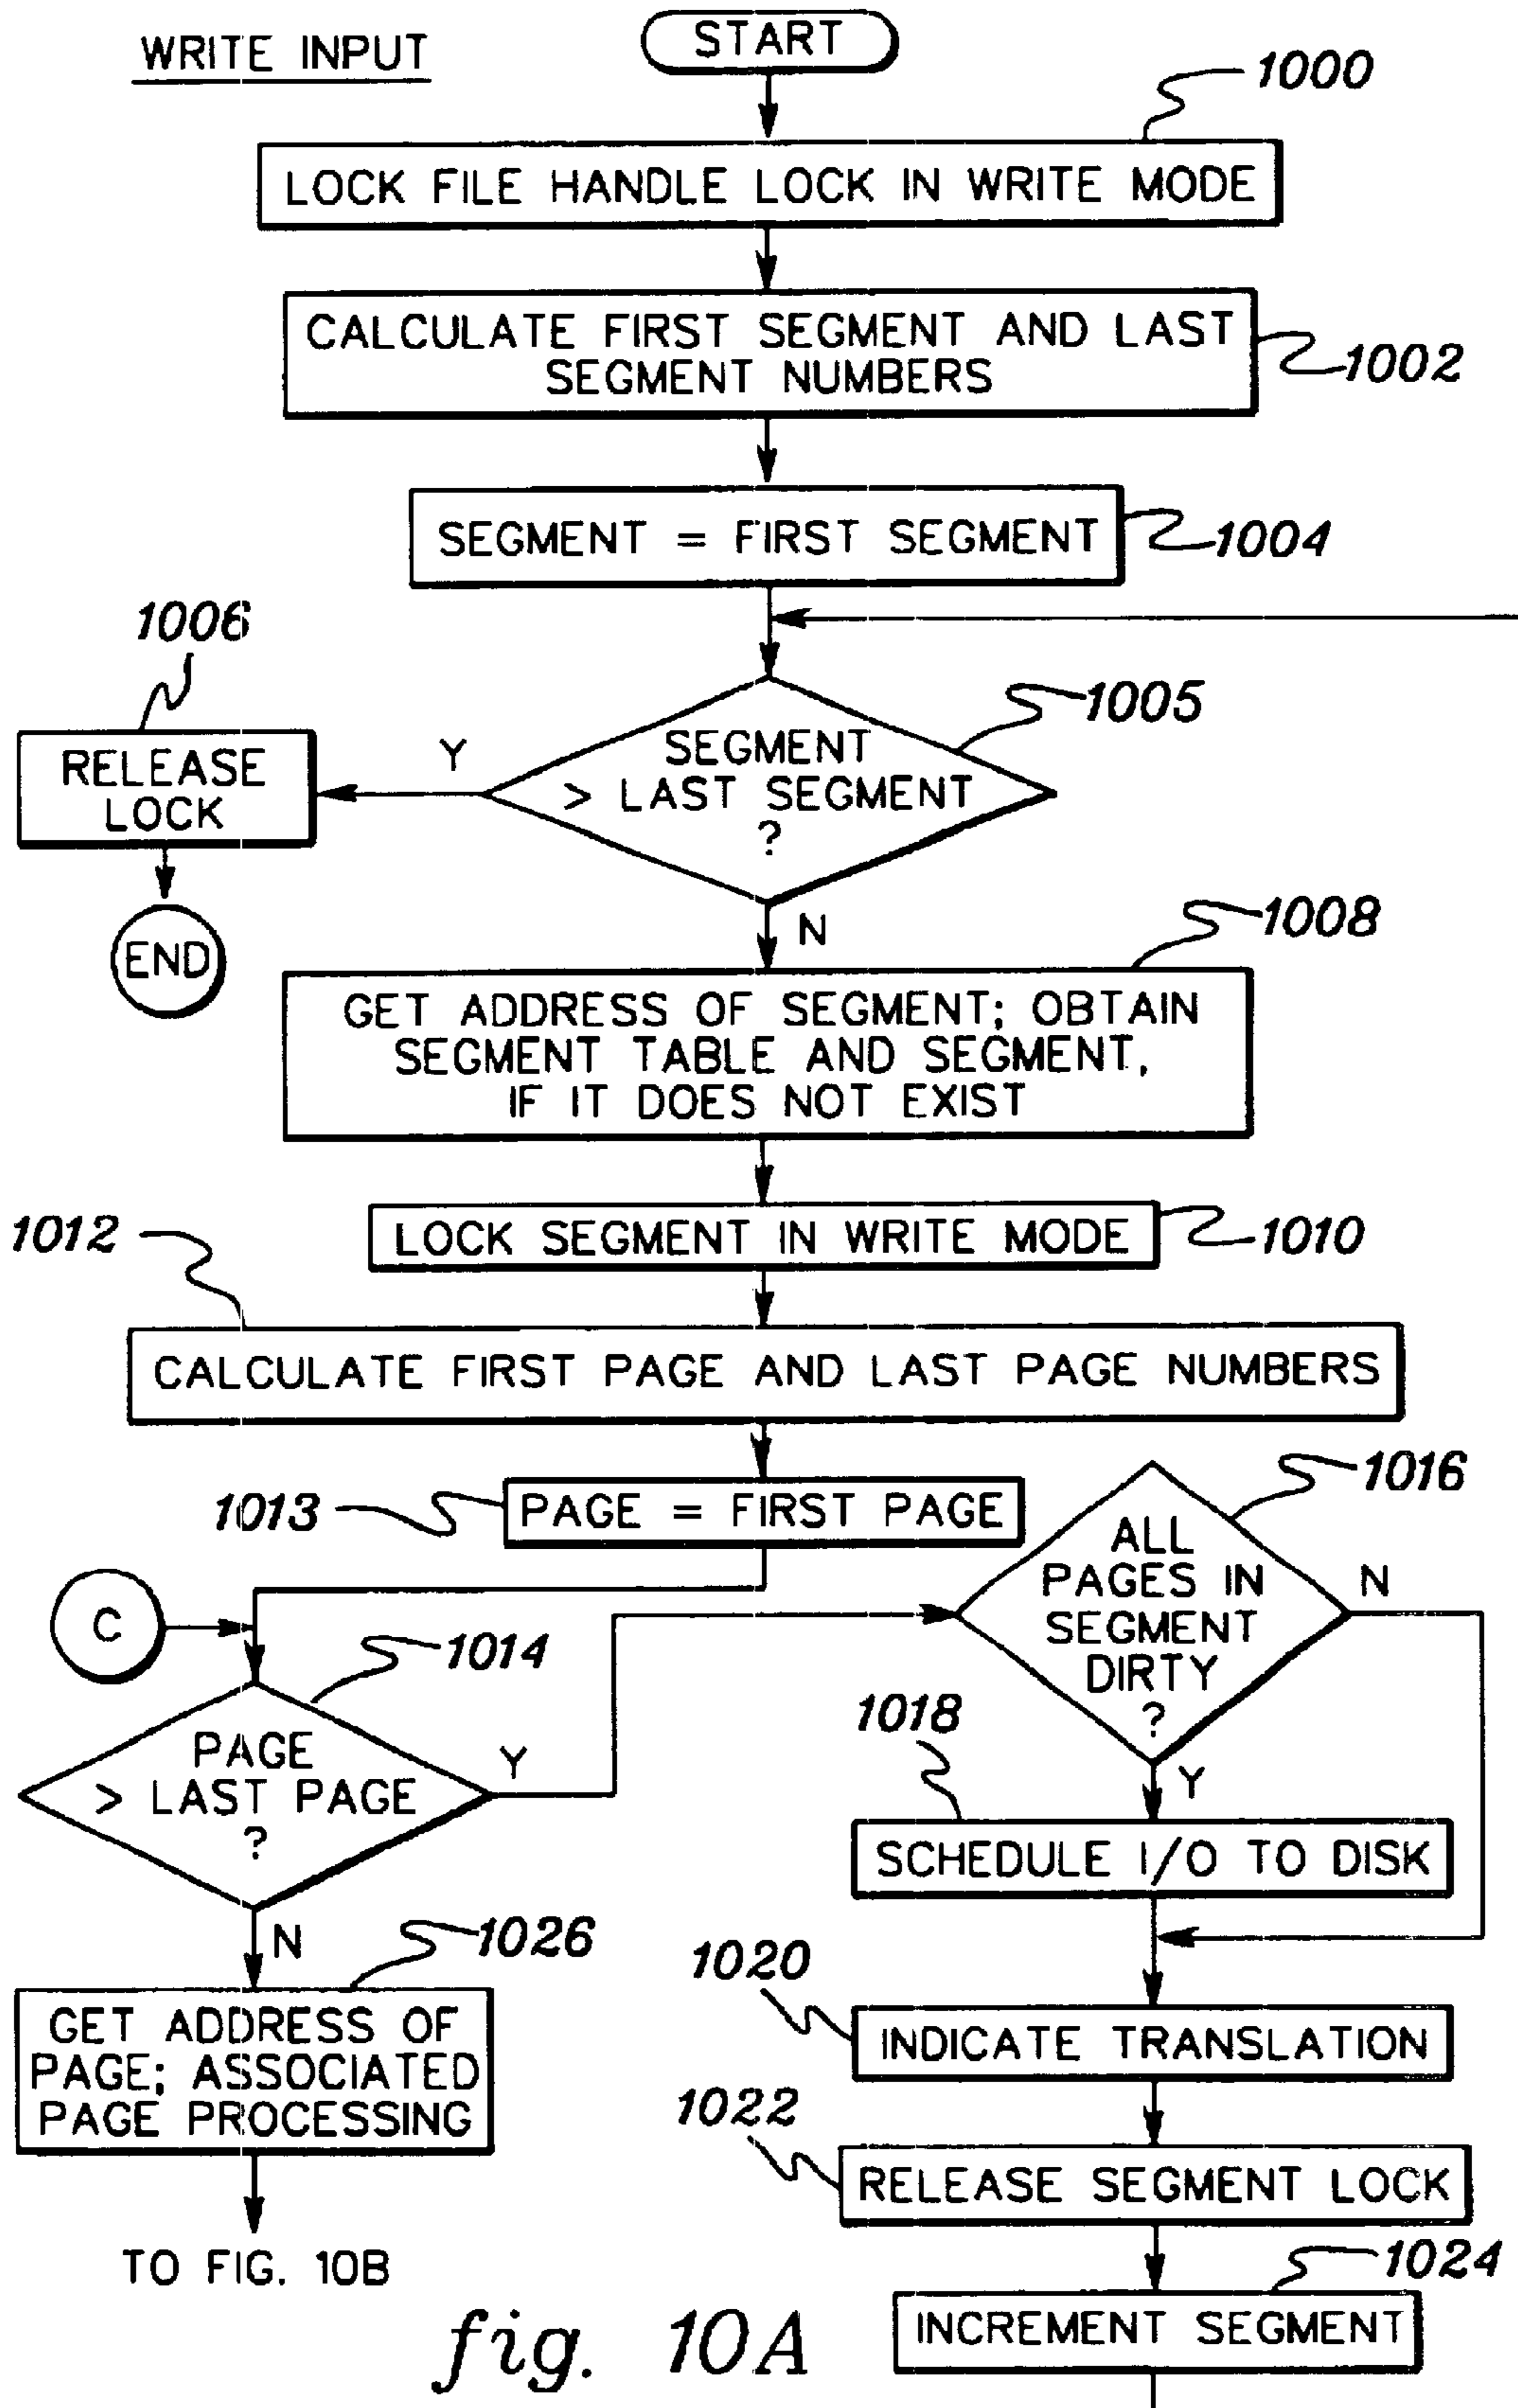 WRITE INPUT
START
1000
LOCK FILE HANDLE LOCK IN WRITE MODE
CALCULATE FIRST SEGMENT AND LAST
SEGMENT NUMBERS
1002
SEGMENT = FIRST SEGMENT
1004
1006
1005
RELEASE
LOCK
Y
SEGMENT
> LAST SEGMENT
?
END
N
1008
GET ADDRESS OF SEGMENT; OBTAIN
SEGMENT TABLE AND SEGMENT,
IF IT DOES NOT EXIST
1012
LOCK SEGMENT IN WRITE MODE
1010
CALCULATE FIRST PAGE AND LAST PAGE NUMBERS
1013
PAGE = FIRST PAGE
1016
ALL
PAGES IN
SEGMENT
DIRTY
?
N
C
1014
PAGE
> LAST PAGE
?
Y
1018
Y
SCHEDULE I/O TO DISK
N
1026
GET ADDRESS OF
PAGE; ASSOCIATED
PAGE PROCESSING
TO FIG. 10B
1020
INDICATE TRANSLATION
1022
RELEASE SEGMENT LOCK
1024
INCREMENT SEGMENT
fig. 10A